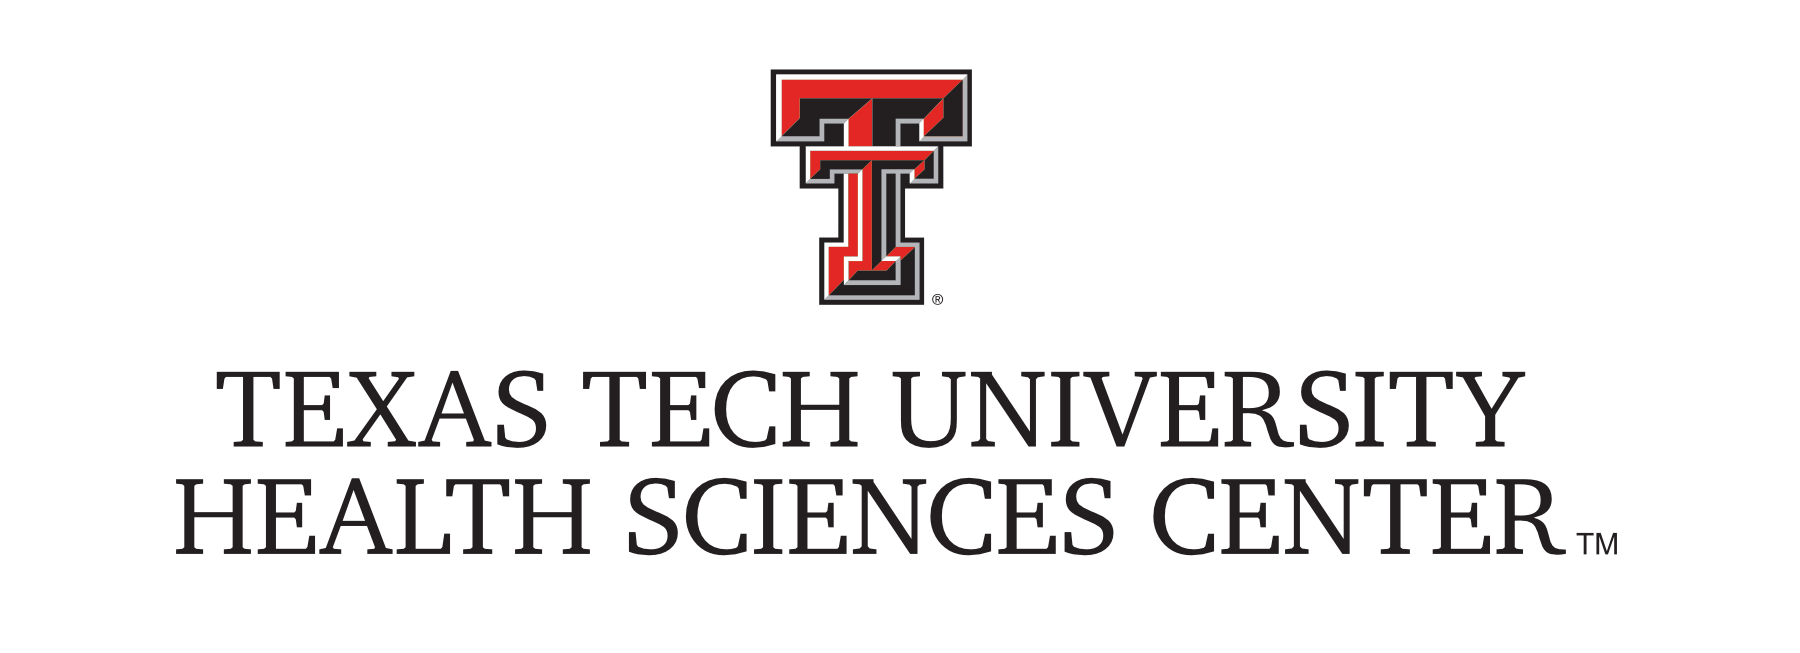 ®
TEXAS TECH UNIVERSITY
HEALTH SCIENCES CENTER™